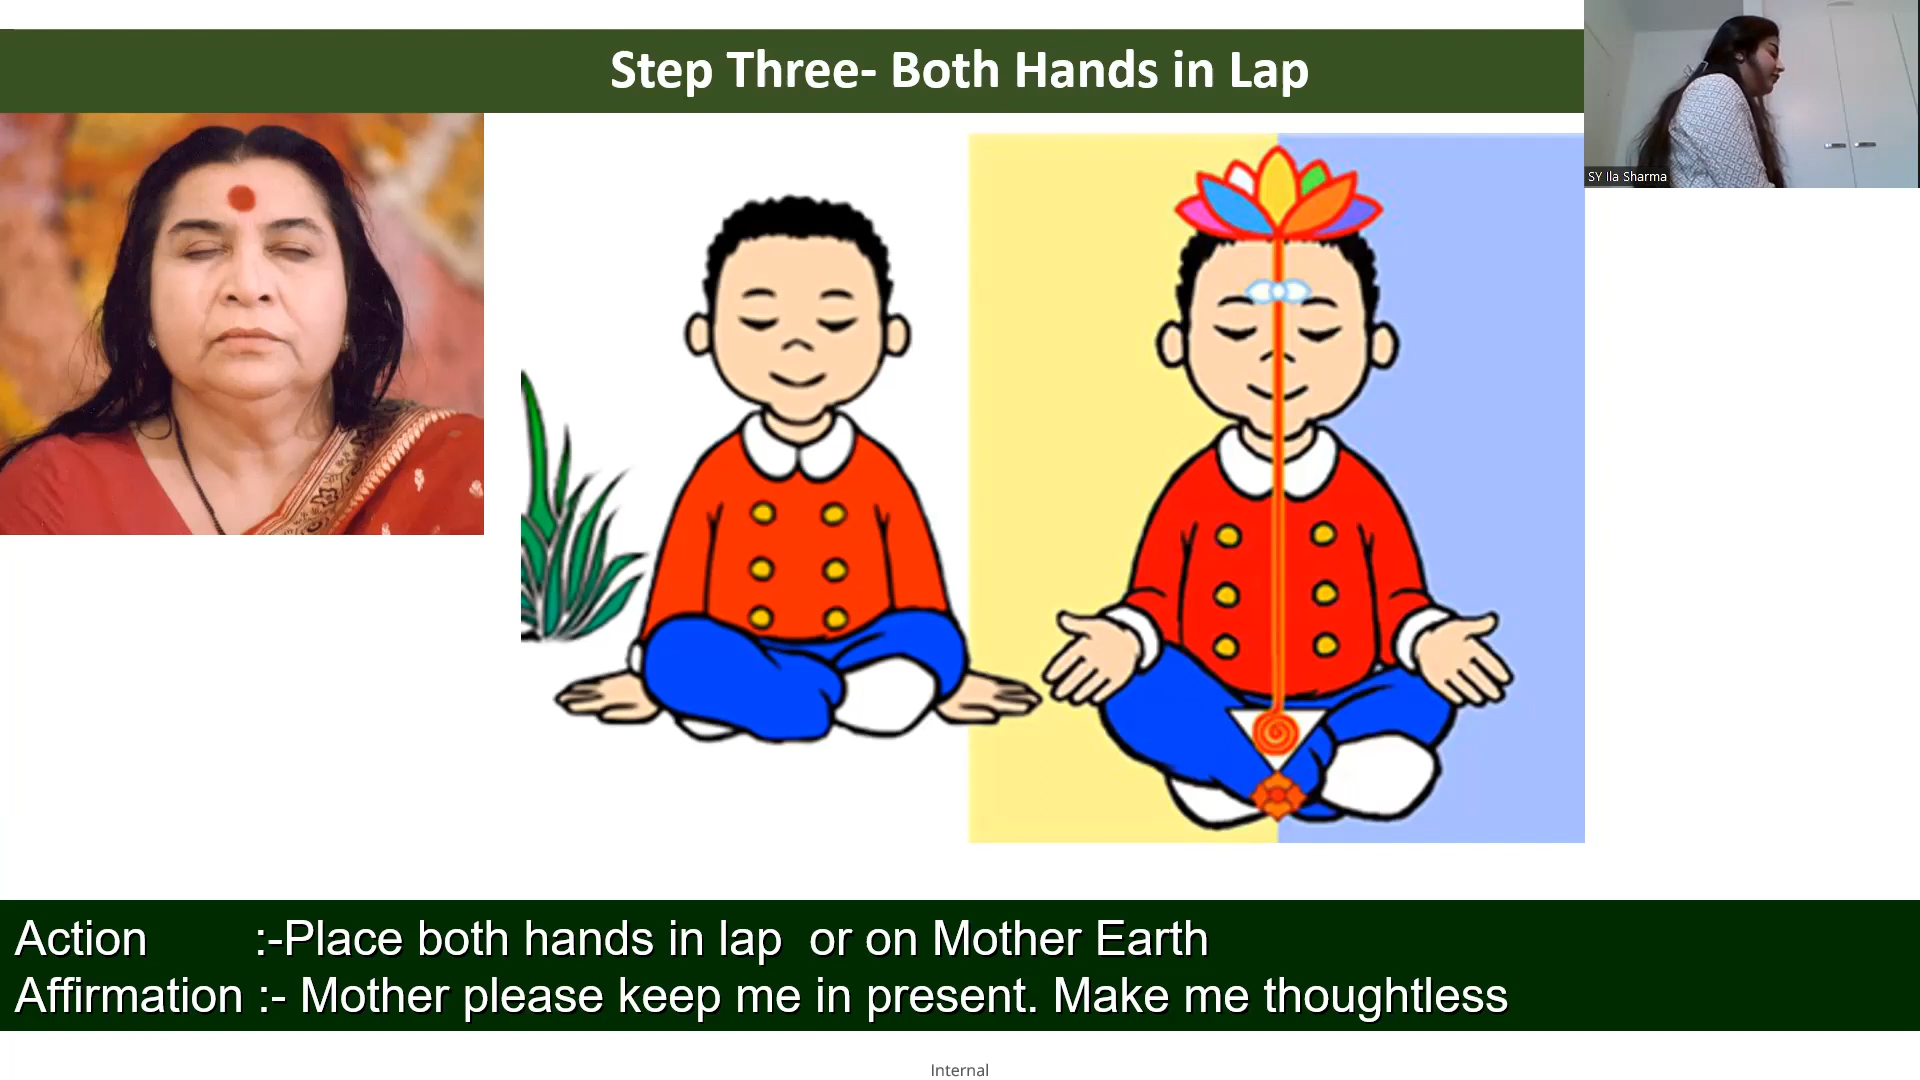 Step Three- Both Hands in Lap
SY Ila Sharma
Action :-Place both hands in lap or on Mother Earth
Affirmation :- Mother please keep me in present. Make me thoughtless
Internal